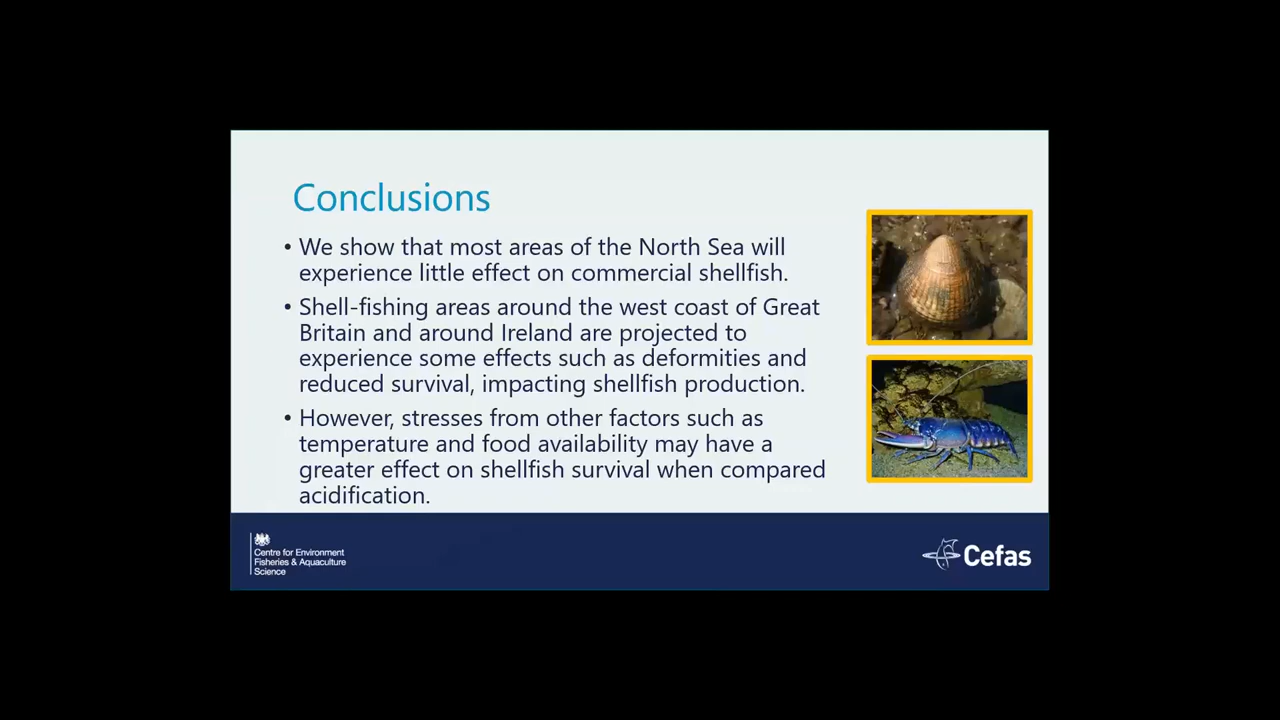 Conclusions
• We show that most areas of the North Sea will
experience little effect on commercial shellfish.
• Shell-fishing areas around the west coast of Great
Britain and around Ireland are projected to
experience some effects such as deformities and
reduced survival, impacting shellfish production.
• However, stresses from other factors such as
temperature and food availability may have a
greater effect on shellfish survival when compared
acidification.
Centre for Environment
Fisheries & Aquaculture
Science
Cefas